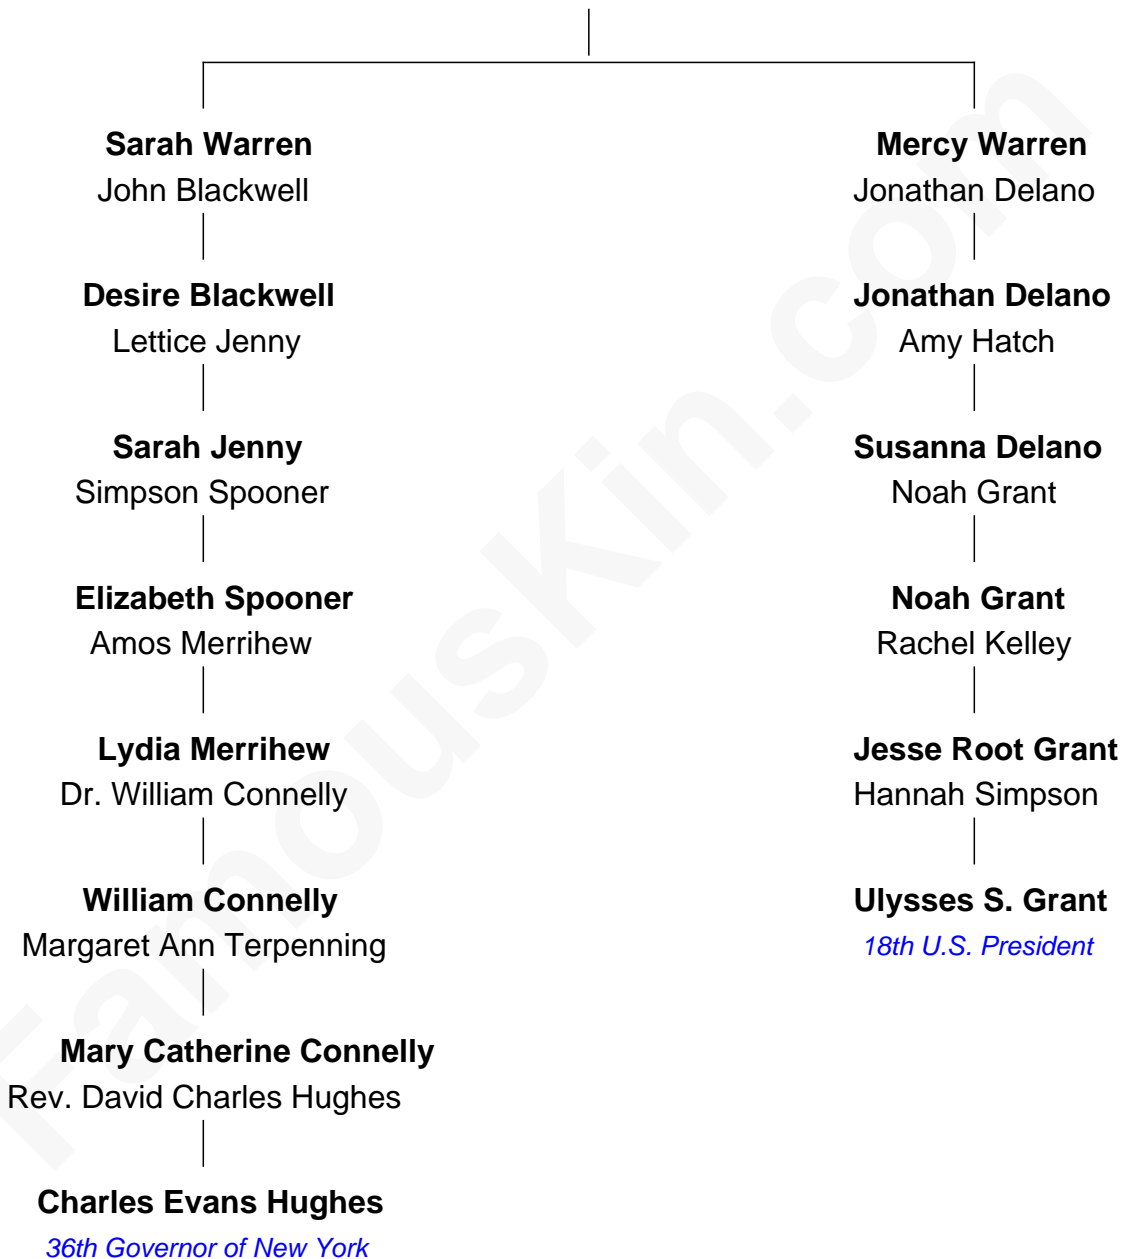 Sarah Warren
John Blackwell
Desire Blackwell
Lettice Jenny
Sarah Jenny
Simpson Spooner
Elizabeth Spooner
Amos Merrihew
Lydia Merrihew
Dr. William Connelly
William Connelly
Margaret Ann Terpenning
Mary Catherine Connelly
Rev. David Charles Hughes
Charles Evans Hughes
36th Governor of New York
Mercy Warren
Jonathan Delano
Jonathan Delano
Amy Hatch
Susanna Delano
Noah Grant
Noah Grant
Rachel Kelley
Jesse Root Grant
Hannah Simpson
Ulysses S. Grant
18th U.S. President
FamousKin.com